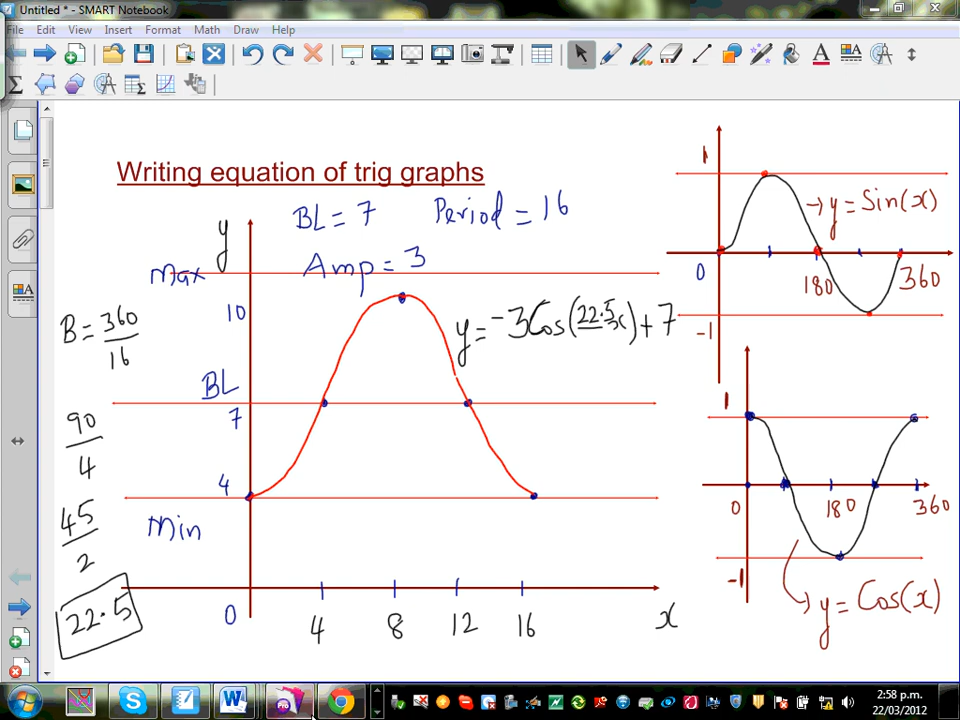 Untitled * - SMART Notebook
File Edit View Insert Format Math Draw Help
Writing equation of trig graphs
BL = 7 Period = 16
Amp = 3
y
Max
10
y = -3Cos(22.5x) + 7
B = 360
16
BL
7
90
4
4
45
2
Min
22.5
0
4 8 12 16
x
1
y = Sin(x)
0
180
360
-1
1
0
180
360
-1
y = Cos(x)
2:58 p.m.
22/03/2012